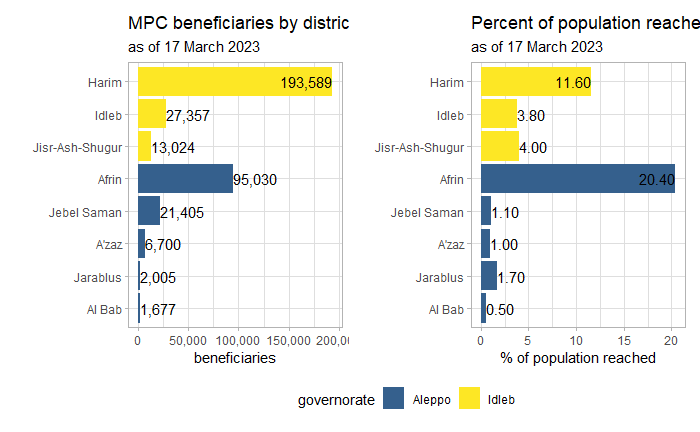 MPC beneficiaries by distric
as of 17 March 2023
Harim 193,589
Idleb 27,357
Jisr-Ash-Shugur 13,024
Afrin 95,030
Jebel Saman 21,405
A'zaz 6,700
Jarablus 2,005
Al Bab 1,677
0 50,000 100,000 150,000 200,00
beneficiaries
Percent of population reache
as of 17 March 2023
Harim 11.60
Idleb 3.80
Jisr-Ash-Shugur 4.00
Afrin 20.40
Jebel Saman 1.10
A'zaz 1.00
Jarablus 1.70
Al Bab 0.50
0 5 10 15 20
% of population reached
governorate Aleppo Idleb